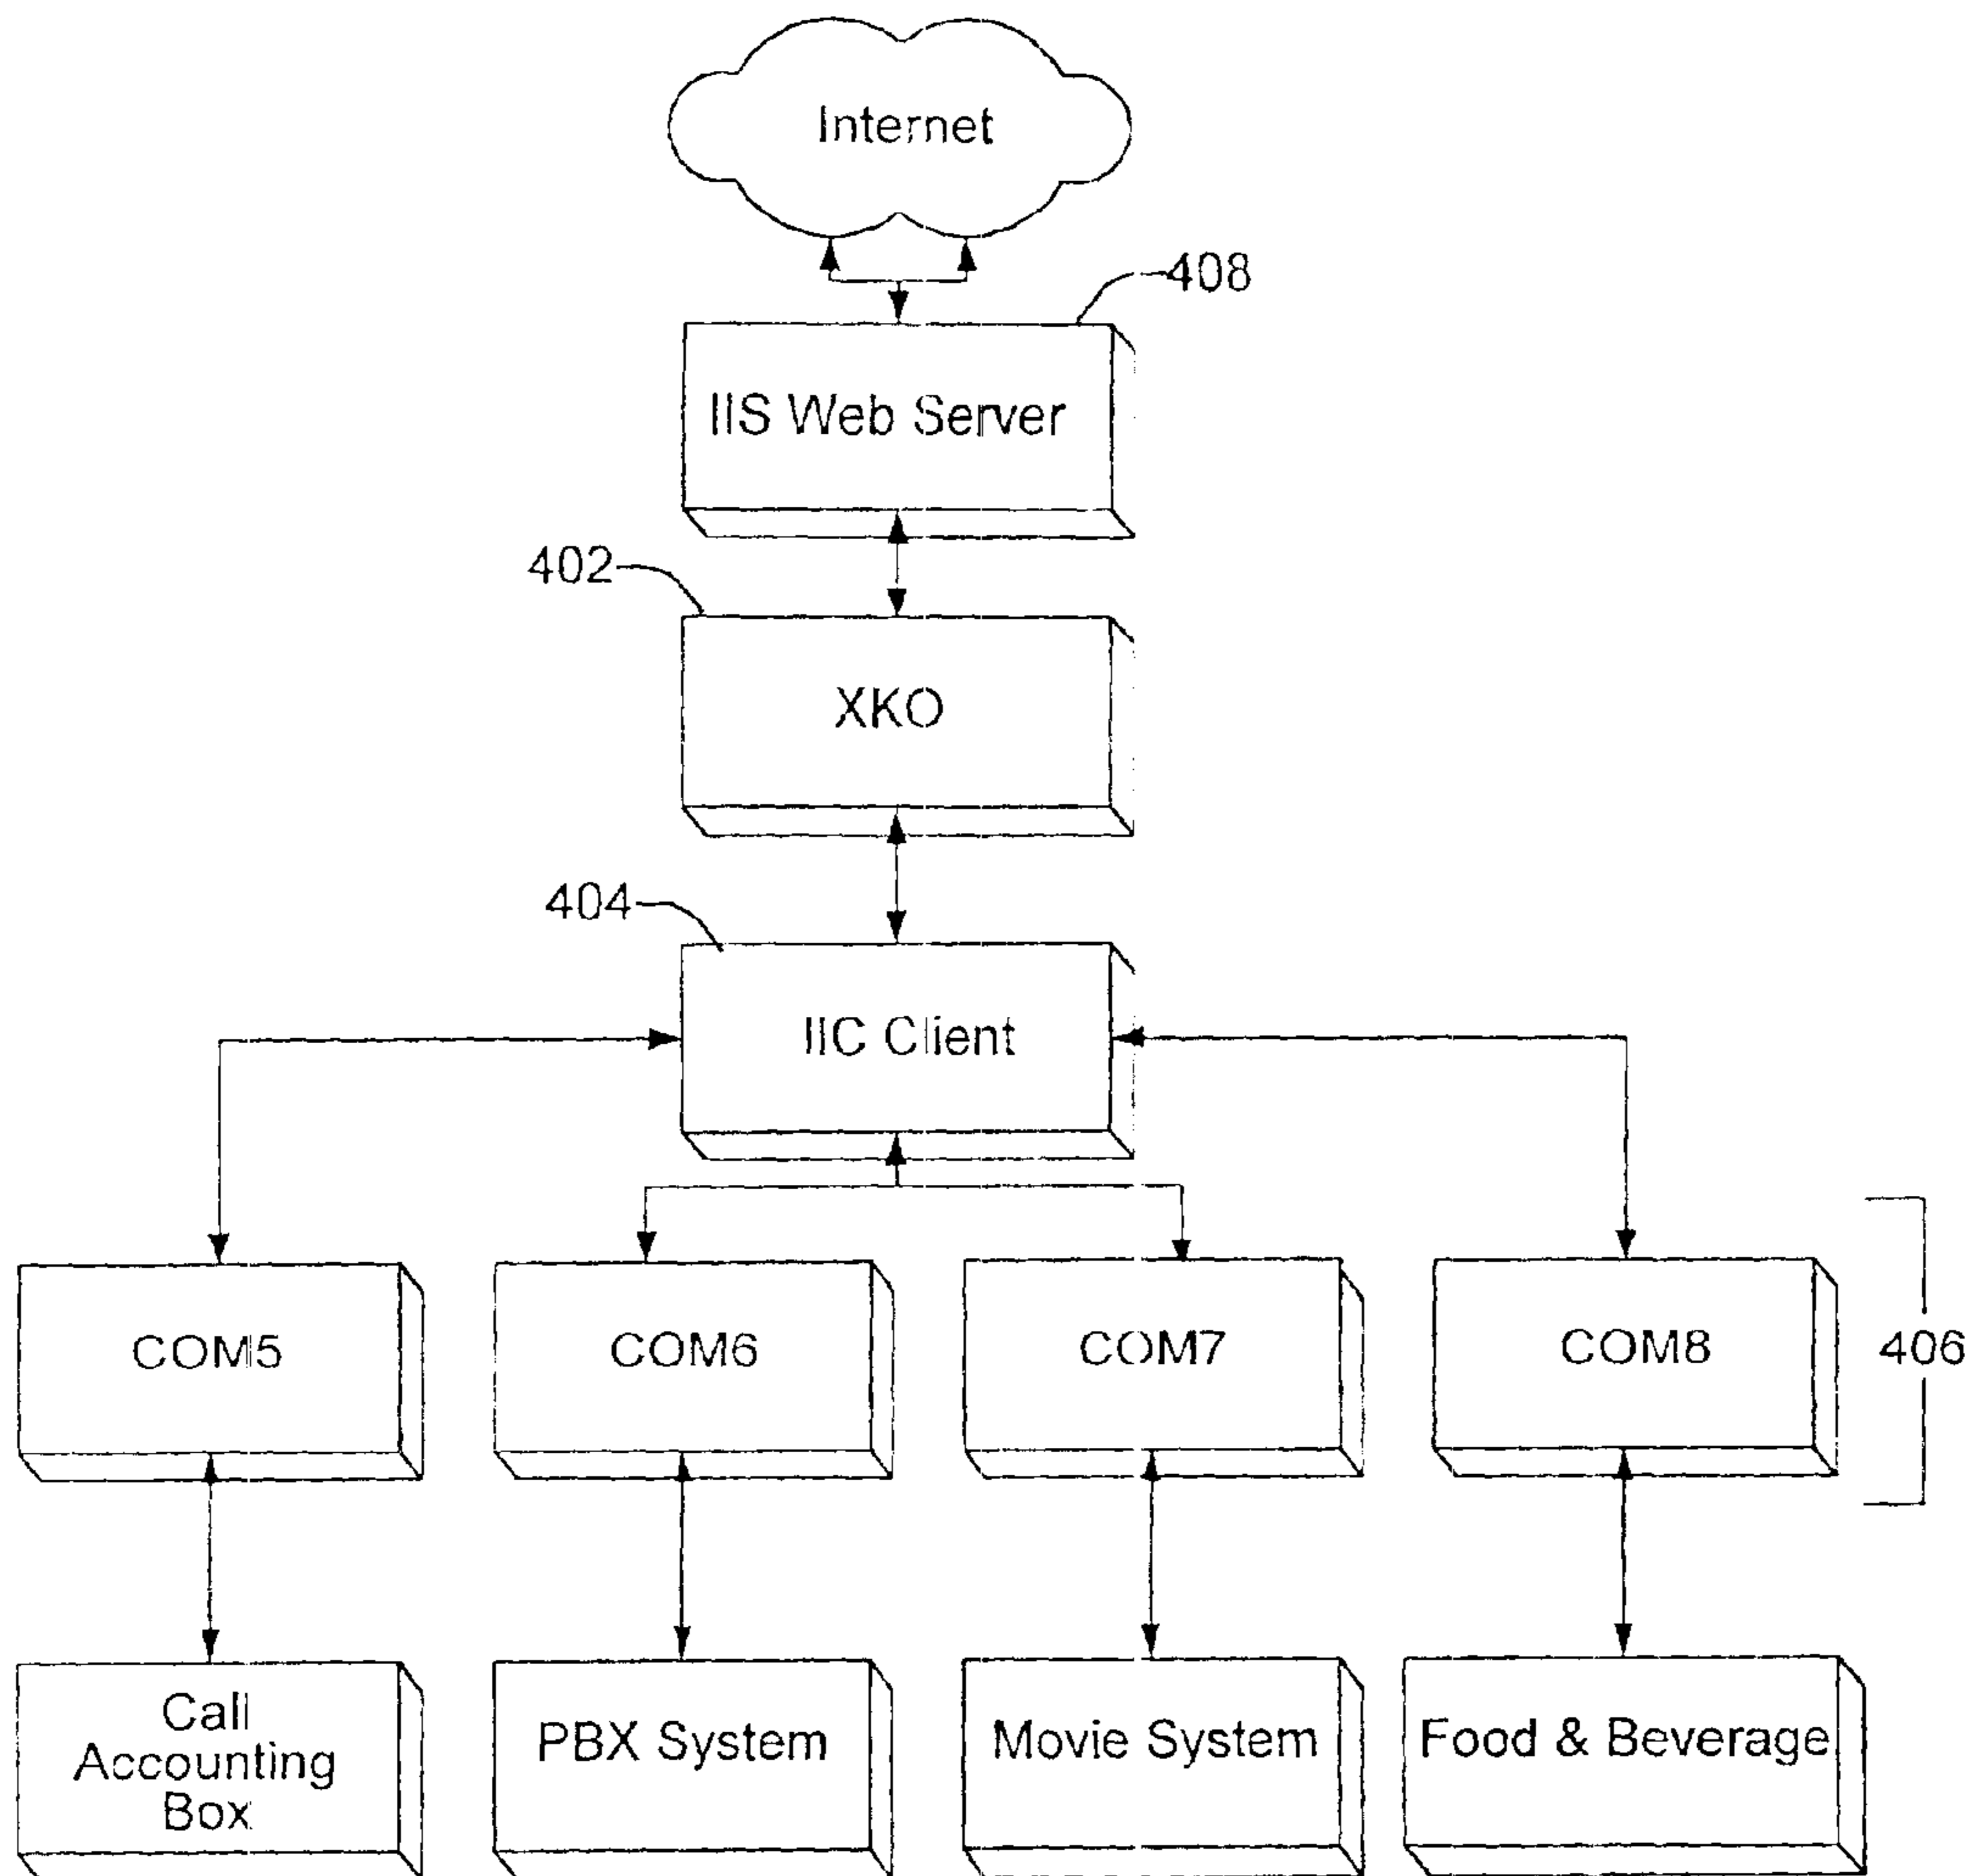 Internet
408
IIS Web Server
402
XKO
404
IIC Client
COM5
COM6
COM7
COM8
406
Call
Accounting
Box
PBX System
Movie System
Food & Beverage